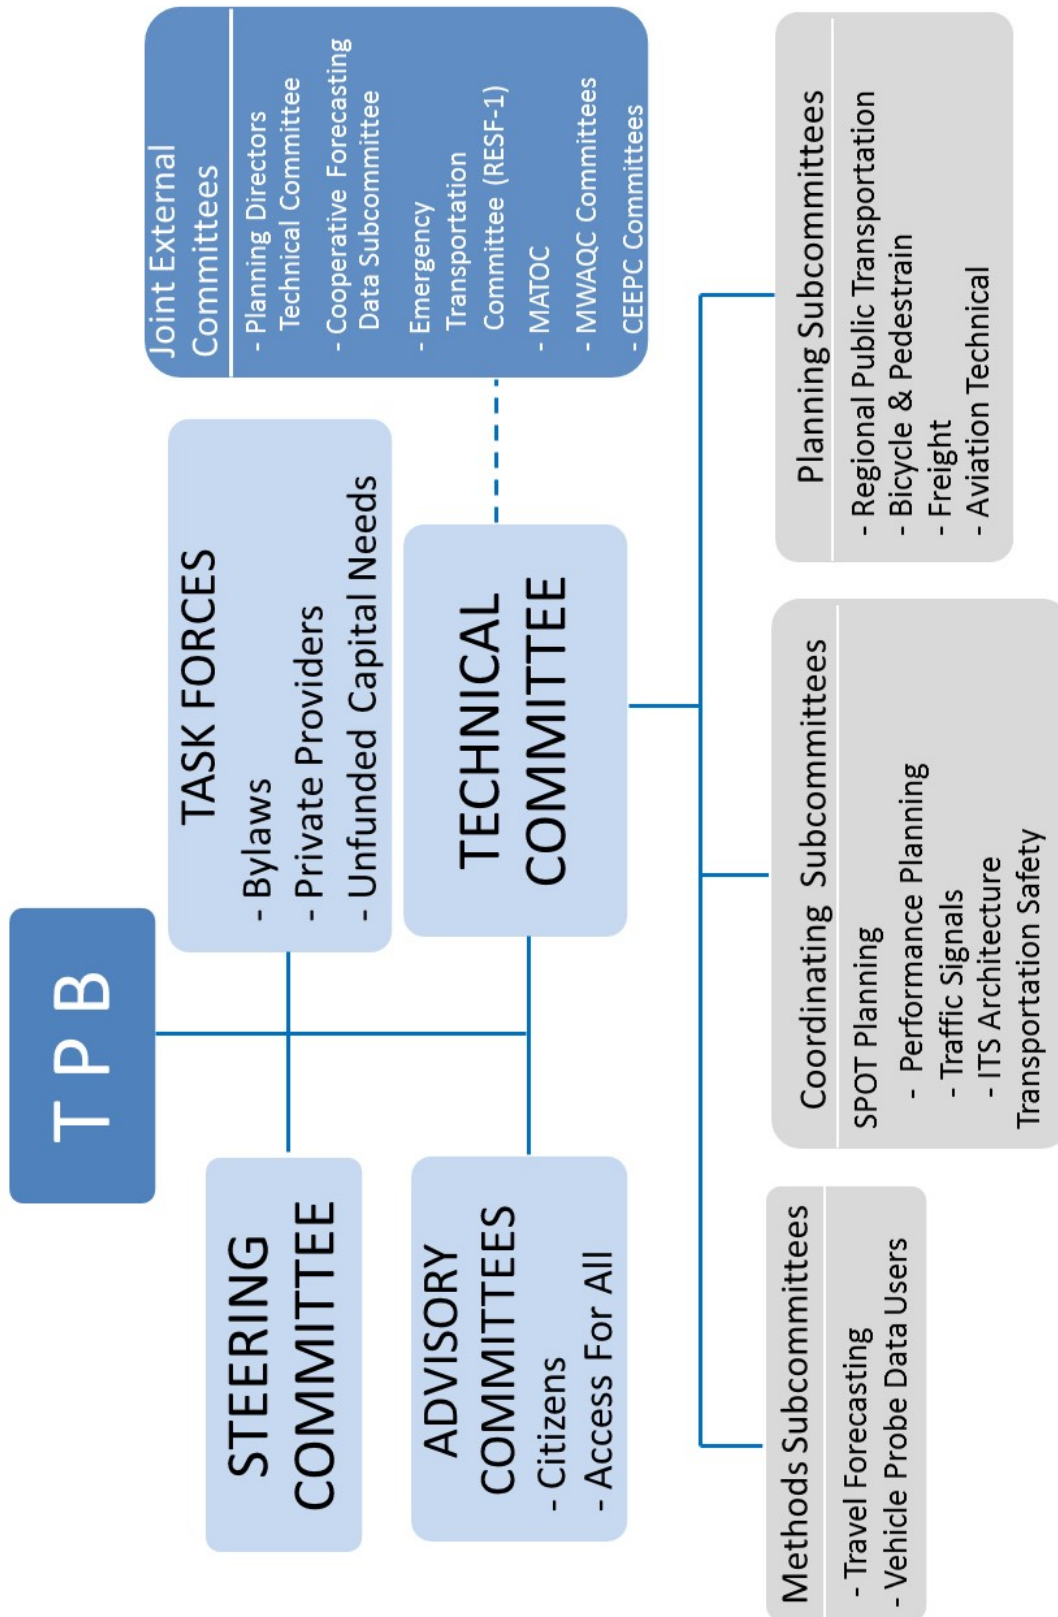 T P B
STEERING
COMMITTEE
TASK FORCES
- Bylaws
- Private Providers
- Unfunded Capital Needs
ADVISORY
COMMITTEES
- Citizens
- Access For All
TECHNICAL
COMMITTEE
Joint External
Committees
- Planning Directors
Technical Committee
- Cooperative Forecasting
Data Subcommittee
- Emergency
Transportation
Committee (RESF-1)
- MATOC
- MWAQC Committees
- CEEPC Committees
Methods Subcommittees
- Travel Forecasting
- Vehicle Probe Data Users
Coordinating Subcommittees
SPOT Planning
- Performance Planning
- Traffic Signals
- ITS Architecture
Transportation Safety
Planning Subcommittees
- Regional Public Transportation
- Bicycle & Pedestrain
- Freight
- Aviation Technical